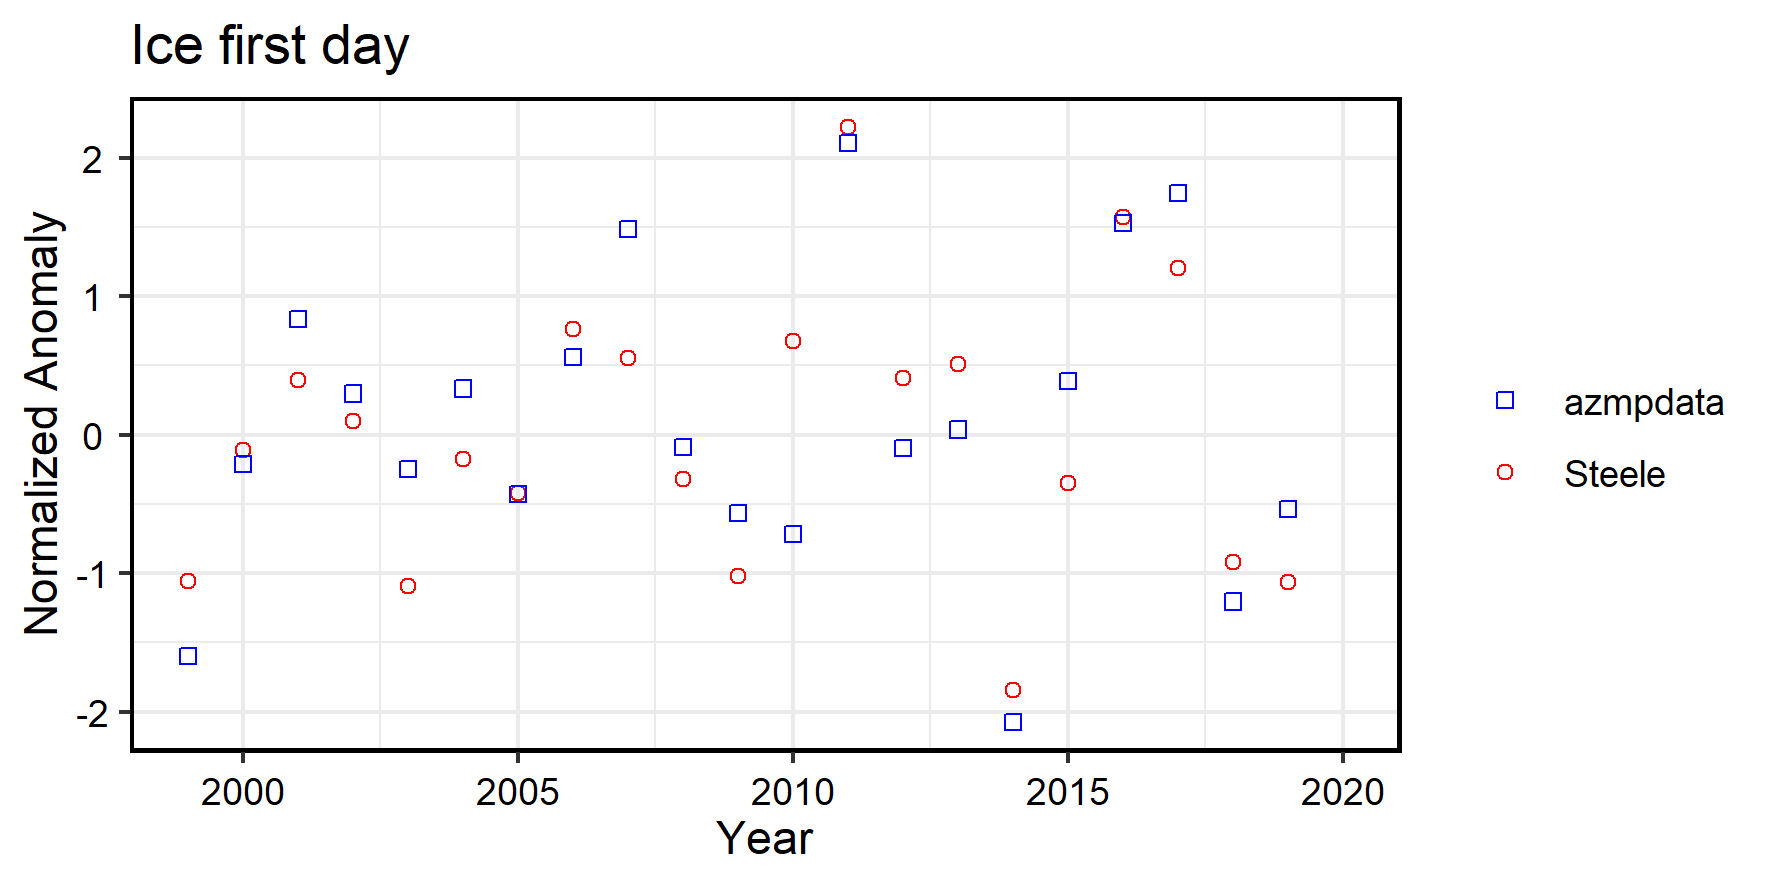 Ice first day
Normalized Anomaly
2
1
0
-1
-2
2000 2005 2010 2015 2020
Year
azmpdata
Steele